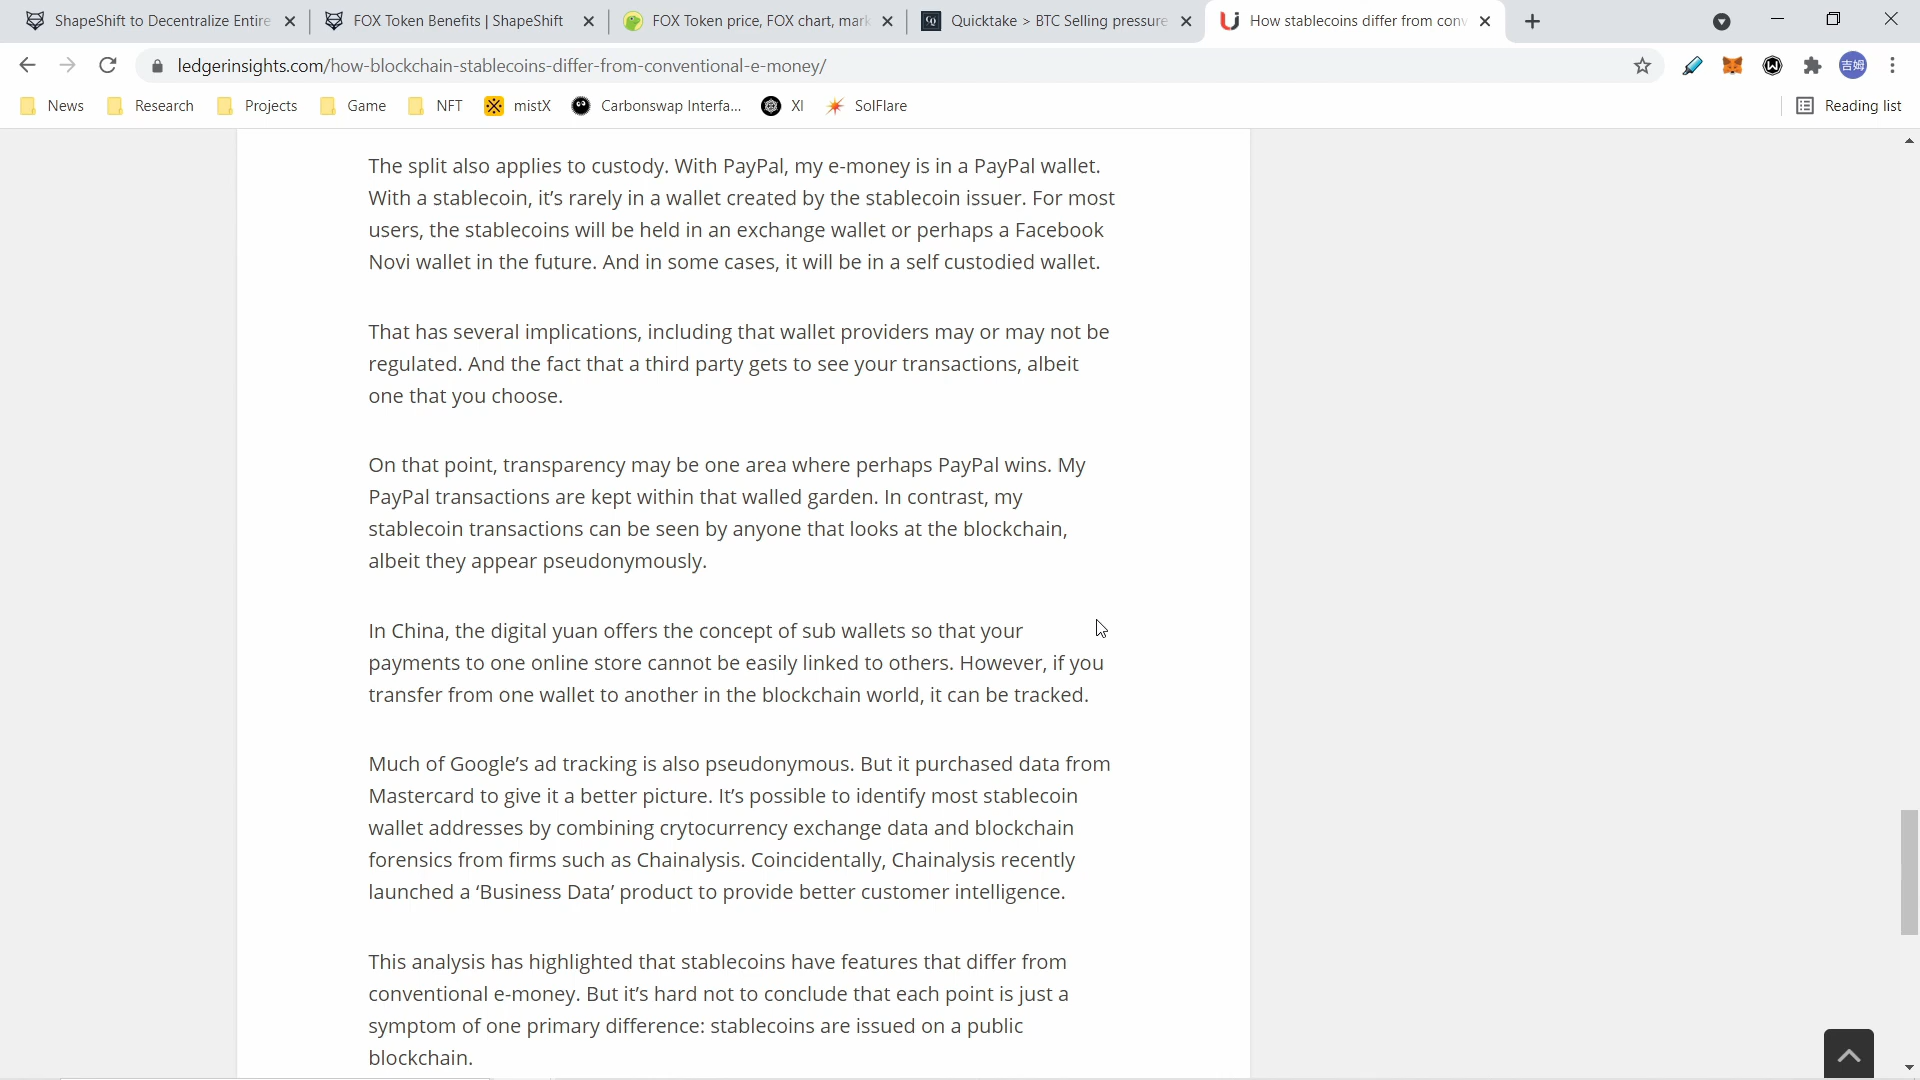 ShapeShift to Decentralize Entire
FOX Token Benefits | ShapeShift
FOX Token price, FOX chart, mark
Quicktake > BTC Selling pressure
How stablecoins differ from conv
ledgerinsights.com/how-blockchain-stablecoins-differ-from-conventional-e-money/
吉姆
News
Research
Projects
Game
NFT
mistX
Carbonswap Interfa...
XI
SolFlare
Reading list
The split also applies to custody. With PayPal, my e-money is in a PayPal wallet.
With a stablecoin, it's rarely in a wallet created by the stablecoin issuer. For most
users, the stablecoins will be held in an exchange wallet or perhaps a Facebook
Novi wallet in the future. And in some cases, it will be in a self custodied wallet.
That has several implications, including that wallet providers may or may not be
regulated. And the fact that a third party gets to see your transactions, albeit
one that you choose.
On that point, transparency may be one area where perhaps PayPal wins. My
PayPal transactions are kept within that walled garden. In contrast, my
stablecoin transactions can be seen by anyone that looks at the blockchain,
albeit they appear pseudonymously.
In China, the digital yuan offers the concept of sub wallets so that your
payments to one online store cannot be easily linked to others. However, if you
transfer from one wallet to another in the blockchain world, it can be tracked.
Much of Google's ad tracking is also pseudonymous. But it purchased data from
Mastercard to give it a better picture. It's possible to identify most stablecoin
wallet addresses by combining crytocurrency exchange data and blockchain
forensics from firms such as Chainalysis. Coincidentally, Chainalysis recently
launched a 'Business Data' product to provide better customer intelligence.
This analysis has highlighted that stablecoins have features that differ from
conventional e-money. But it's hard not to conclude that each point is just a
symptom of one primary difference: stablecoins are issued on a public
blockchain.